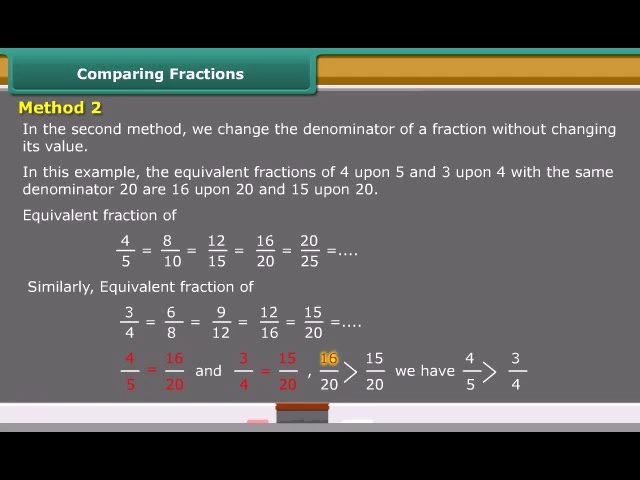 Comparing Fractions
Method 2
In the second method, we change the denominator of a fraction without changing
its value.
In this example, the equivalent fractions of 4 upon 5 and 3 upon 4 with the same
denominator 20 are 16 upon 20 and 15 upon 20.
Equivalent fraction of
4/5 = 8/10 = 12/15 = 16/20 = 20/25 =....
Similarly, Equivalent fraction of
3/4 = 6/8 = 9/12 = 12/16 = 15/20 =....
4/5 = 16/20 and 3/4 = 15/20 , 16/20 > 15/20 we have 4/5 > 3/4